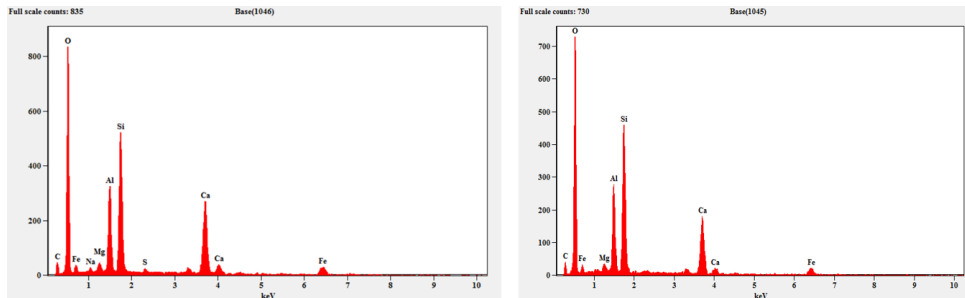 Full scale counts: 835 Base(1046)
800
600
400
200
0
O
Si
Al
Ca
C
Fe
Na
Mg
S
Ca
Fe
1 2 3 4 5 6 7 8 9 10
keV
Full scale counts: 730 Base(1045)
700
600
500
400
300
200
100
0
O
Si
Al
Ca
C
Fe
Mg
Ca
Fe
1 2 3 4 5 6 7 8 9 10
keV